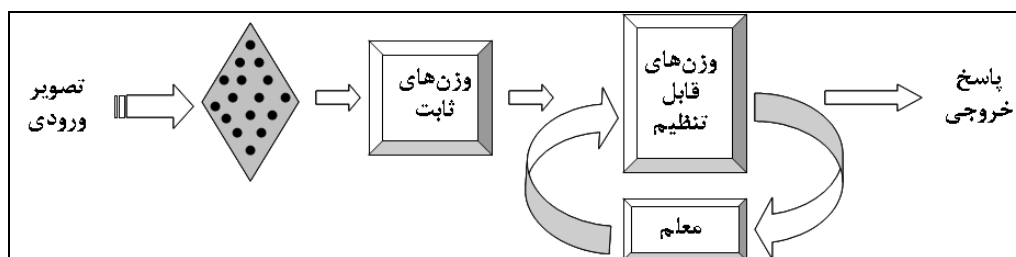 تصویر
ورودی
وزن‌های
ثابت
وزن‌های
قابل
تنظیم
معلم
پاسخ
خروجی